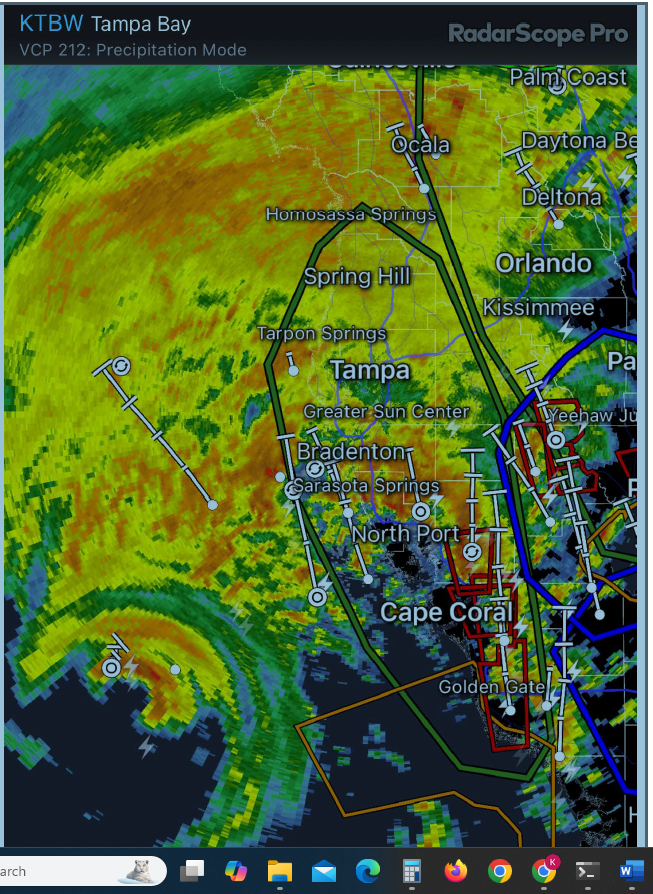 KTBW Tampa Bay
RadarScope Pro
VCP 212: Precipitation Mode
Gainesville
Palm Coast
Ocala
Daytona Be
Deltona
Homosassa Springs
Orlando
Spring Hill
Kissimmee
Tarpon Springs
Tampa
Pa
Greater Sun Center
Yeehaw Ju
Bradenton
Sarasota Springs
North Port
Cape Coral
Golden Gate
H
arch
K
W